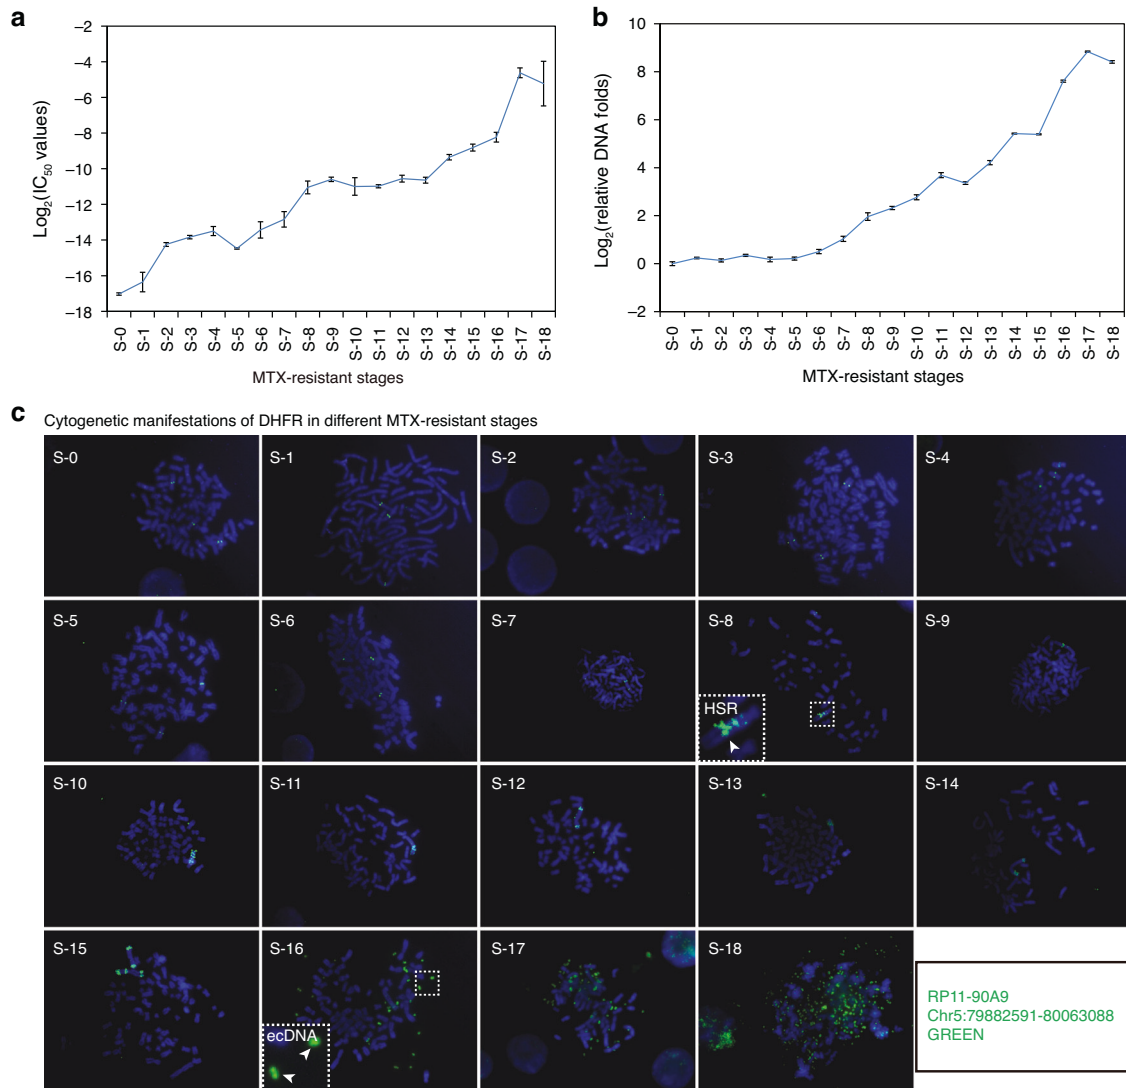 a
−2
−4
−6
−8
−10
−12
−14
−16
−18
Log2(IC50 values)
S-0
S-1
S-2
S-3
S-4
S-5
S-6
S-7
S-8
S-9
S-10
S-11
S-12
S-13
S-14
S-15
S-16
S-17
S-18
MTX-resistant stages
b
10
8
6
4
2
0
−2
Log2(relative DNA folds)
S-0
S-1
S-2
S-3
S-4
S-5
S-6
S-7
S-8
S-9
S-10
S-11
S-12
S-13
S-14
S-15
S-16
S-17
S-18
MTX-resistant stages
c
Cytogenetic manifestations of DHFR in different MTX-resistant stages
S-0
S-1
S-2
S-3
S-4
S-5
S-6
S-7
S-8
HSR
S-9
S-10
S-11
S-12
S-13
S-14
S-15
S-16
ecDNA
S-17
S-18
RP11-90A9
Chr5:79882591-80063088
GREEN